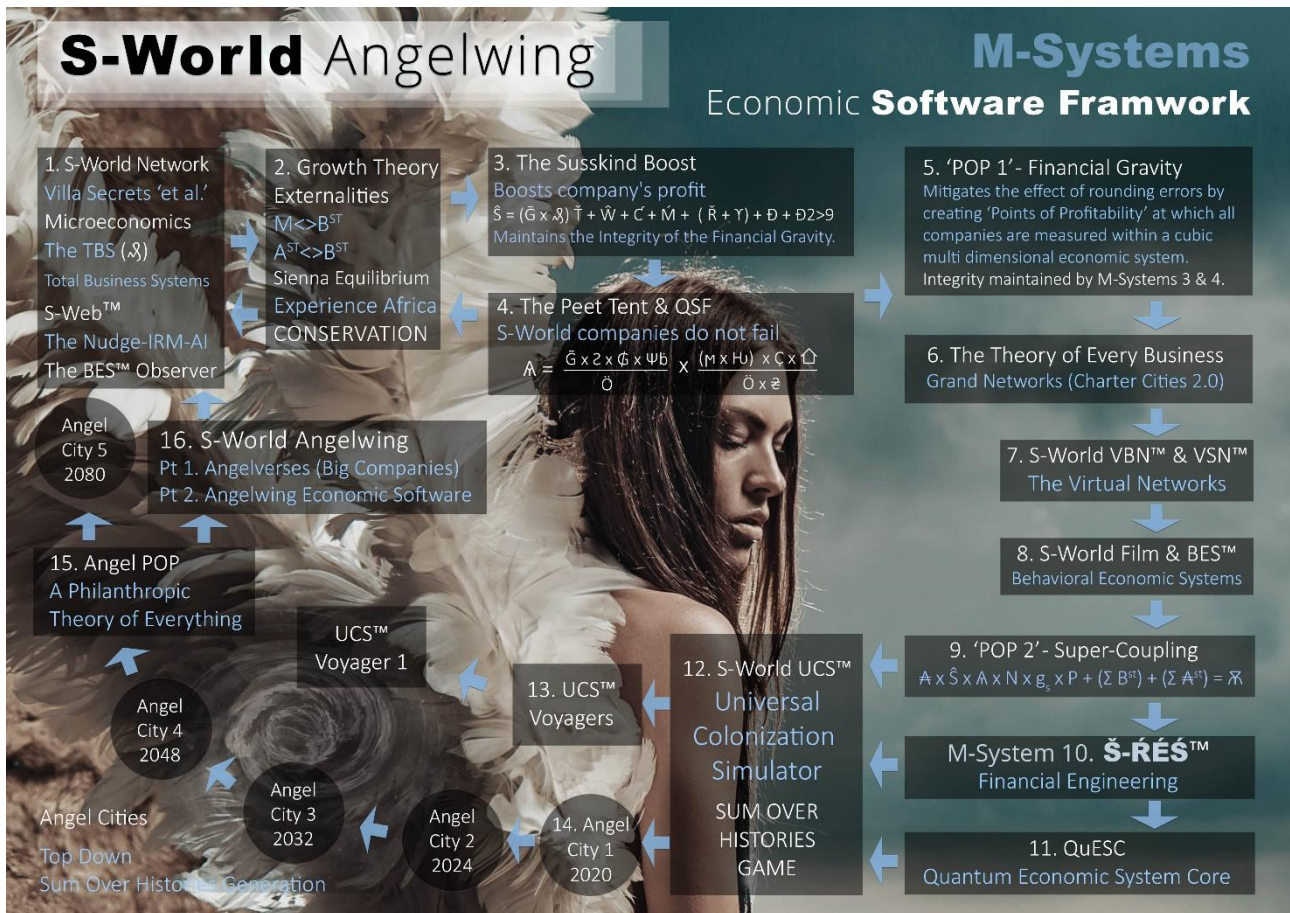 S-World Angelwing
M-Systems
Economic Software Framwork
1. S-World Network
Villa Secrets 'et al.'
Microeconomics
The TBS (২)
Total Business Systems
S-Web™
The Nudge-IRM-AI
The BES™ Observer
2. Growth Theory
Externalities
M<>Bˢᵀ
Aˢᵀ<>Bˢᵀ
Sienna Equilibrium
Experience Africa
CONSERVATION
3. The Susskind Boost
Boosts company's profit
Maintains the Integrity of the Financial Gravity.
4. The Peet Tent & QSF
S-World companies do not fail
5. 'POP 1'- Financial Gravity
Mitigates the effect of rounding errors by
creating 'Points of Profitability' at which all
companies are measured within a cubic
multi dimensional economic system.
Integrity maintained by M-Systems 3 & 4.
6. The Theory of Every Business
Grand Networks (Charter Cities 2.0)
7. S-World VBN™ & VSN™
The Virtual Networks
8. S-World Film & BES™
Behavioral Economic Systems
9. 'POP 2'- Super-Coupling
M-System 10. Š-ŔÉŚ™
Financial Engineering
11. QuESC
Quantum Economic System Core
12. S-World UCS™
Universal
Colonization
Simulator
SUM OVER
HISTORIES
GAME
13. UCS™
Voyagers
UCS™
Voyager 1
14. Angel
City 1
2020
Angel
City 2
2024
Angel
City 3
2032
Angel
City 4
2048
Angel Cities
Top Down
Sum Over Histories Generation
15. Angel POP
A Philanthropic
Theory of Everything
Angel
City 5
2080
16. S-World Angelwing
Pt 1. Angelverses (Big Companies)
Pt 2. Angelwing Economic Software